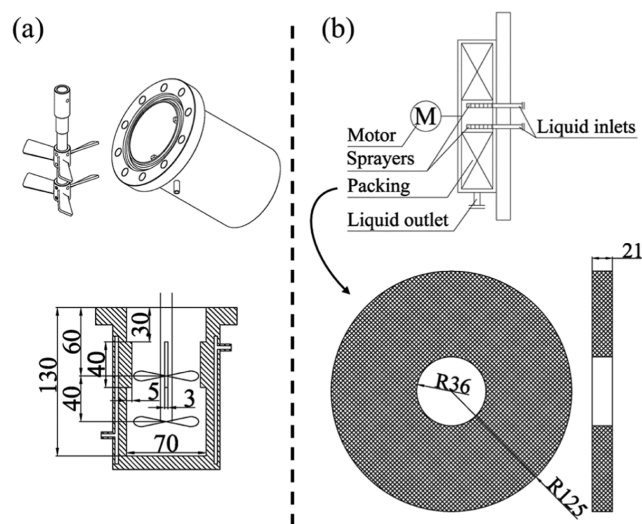 (a)
(b)
M
Motor
Sprayers
Packing
Liquid outlet
Liquid inlets
130
60
40
30
40
5
3
70
21
R36
R125